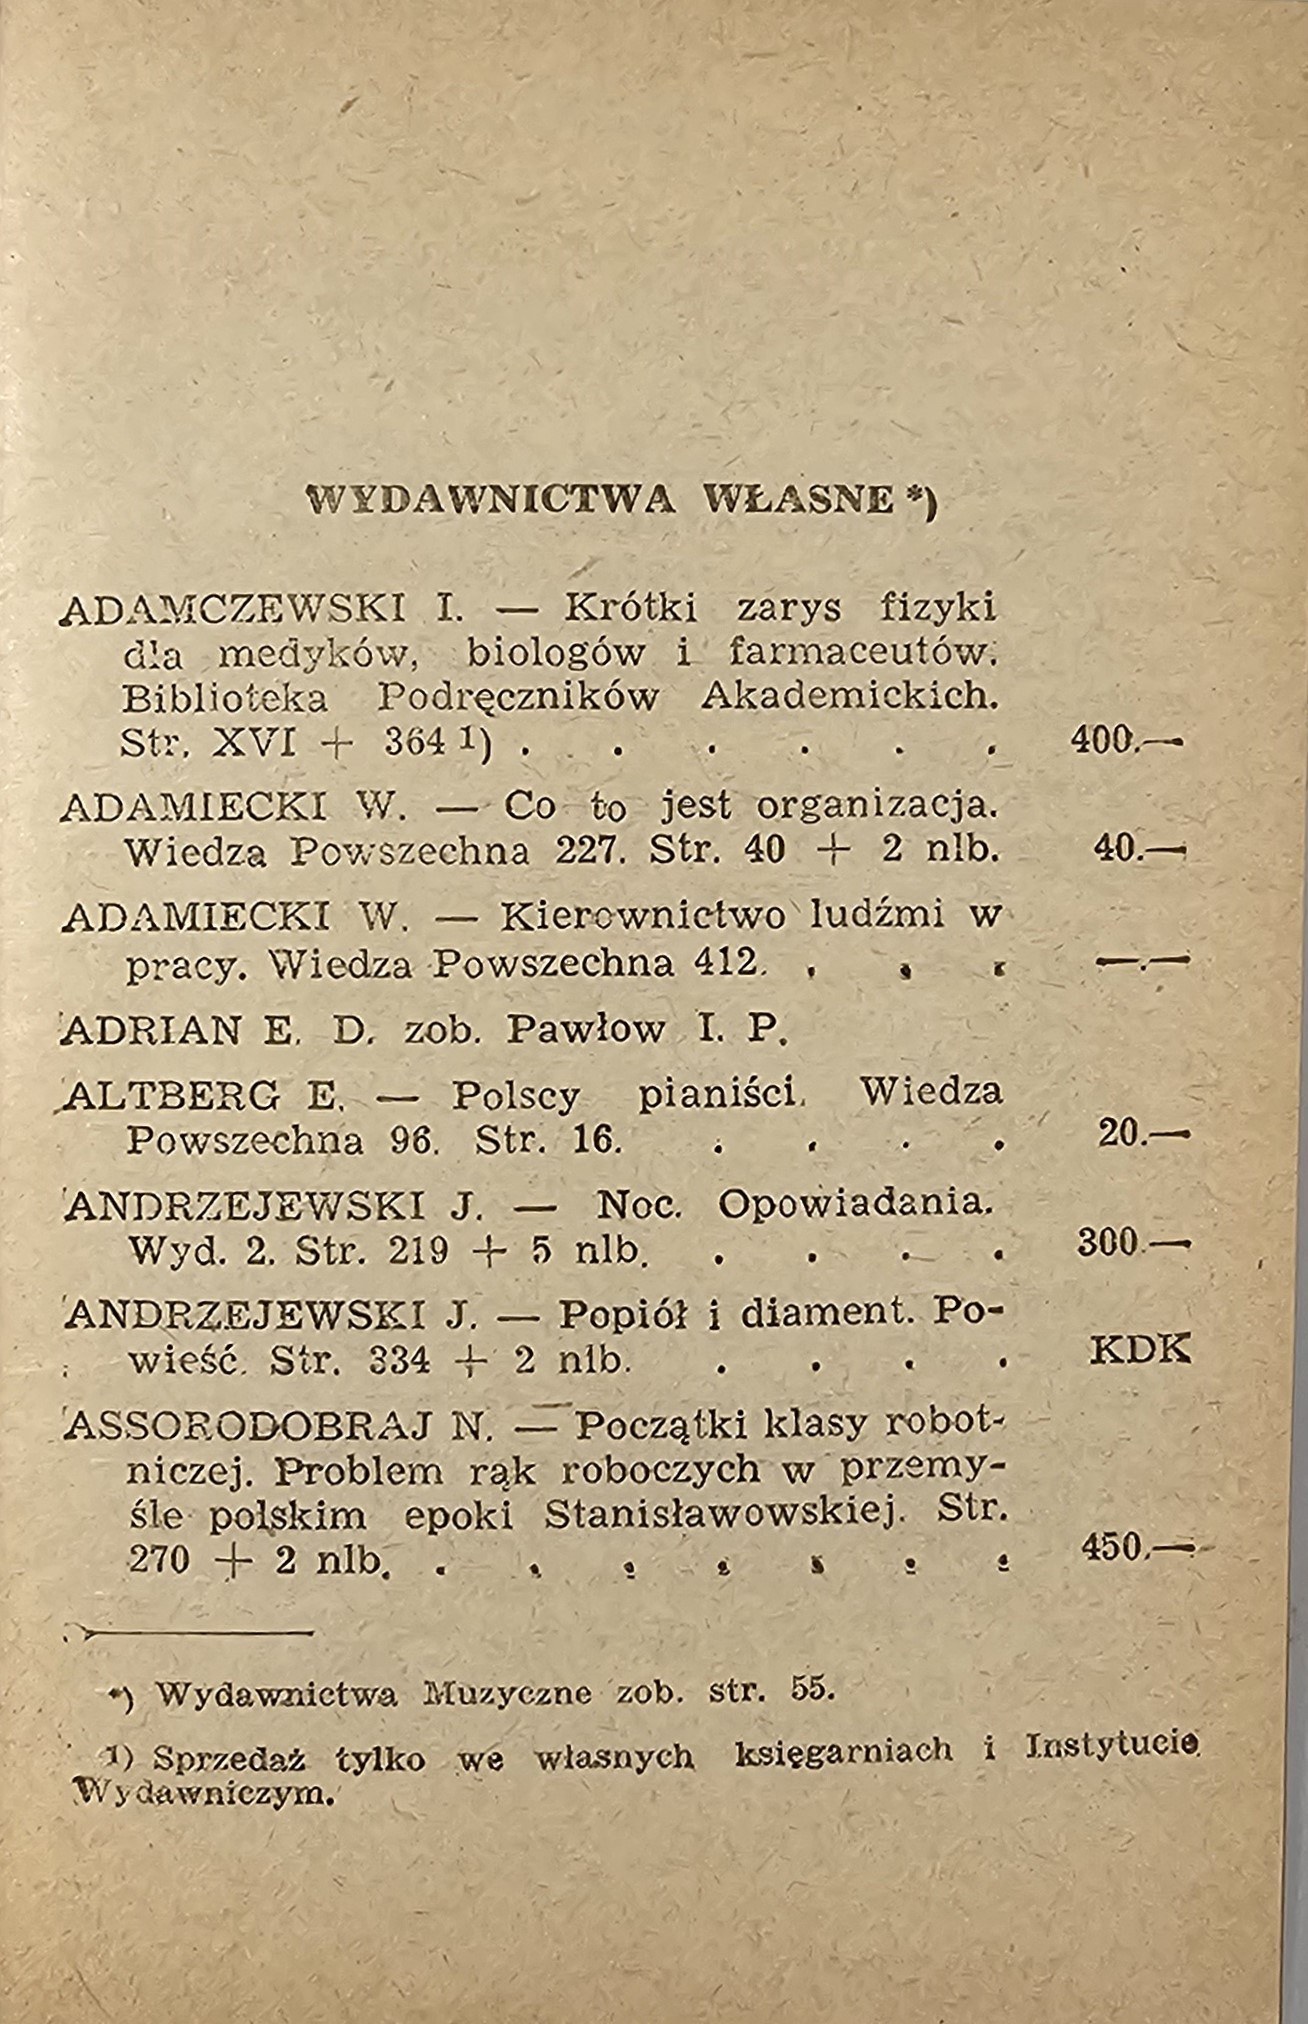 WYDAWNICTWA WŁASNE *)
ADAMCZEWSKI I. — Krótki zarys fizyki
dla medyków, biologów i farmaceutów.
Biblioteka Podręczników Akademickich.
Str. XVI + 364 1) . . . . . . 400.—
ADAMIECKI W. — Co to jest organizacja.
Wiedza Powszechna 227. Str. 40 + 2 nlb. 40.—
ADAMIECKI W. — Kierownictwo ludźmi w
pracy. Wiedza Powszechna 412. . . . —.—
ADRIAN E. D. zob. Pawłow I. P.
ALTBERG E. — Polscy pianiści. Wiedza
Powszechna 96. Str. 16. . . . . 20.—
ANDRZEJEWSKI J. — Noc. Opowiadania.
Wyd. 2. Str. 219 + 5 nlb. . . . . 300.—
ANDRZEJEWSKI J. — Popiół i diament. Po-
wieść. Str. 334 + 2 nlb. . . . . KDK
ASSORODOBRAJ N. — Początki klasy robot-
niczej. Problem rąk roboczych w przemy-
śle polskim epoki Stanisławowskiej. Str.
270 + 2 nlb. . . . . . . . 450.—
*) Wydawnictwa Muzyczne zob. str. 55.
1) Sprzedaż tylko we własnych księgarniach i Instytucie
Wydawniczym.